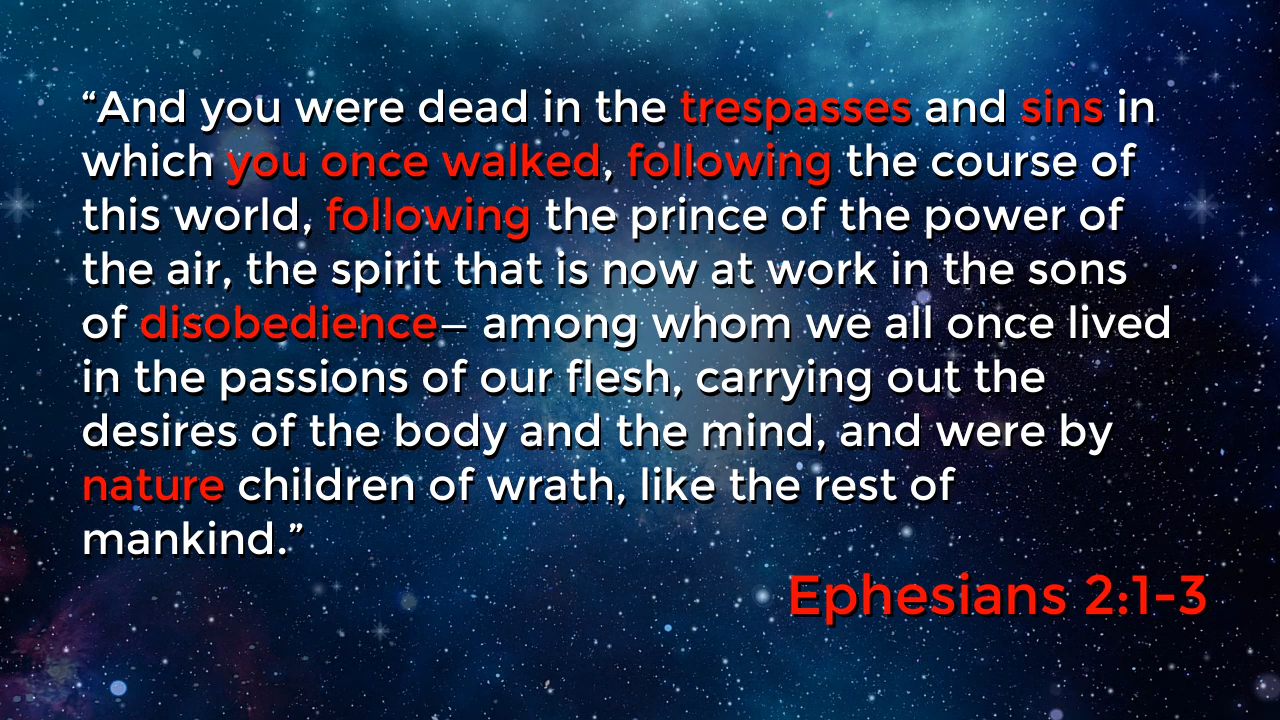 “And you were dead in the trespasses and sins in
which you once walked, following the course of
this world, following the prince of the power of
the air, the spirit that is now at work in the sons
of disobedience— among whom we all once lived
in the passions of our flesh, carrying out the
desires of the body and the mind, and were by
nature children of wrath, like the rest of
mankind.”
Ephesians 2:1-3